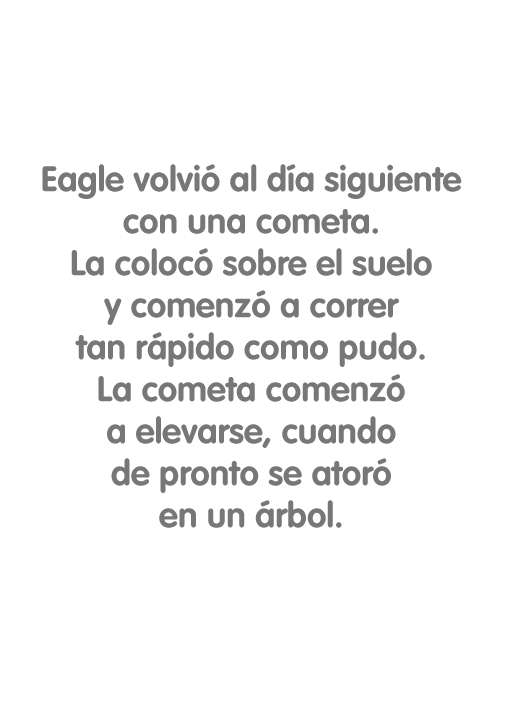 Eagle volvió al día siguiente
con una cometa.
La colocó sobre el suelo
y comenzó a correr
tan rápido como pudo.
La cometa comenzó
a elevarse, cuando
de pronto se atoró
en un árbol.